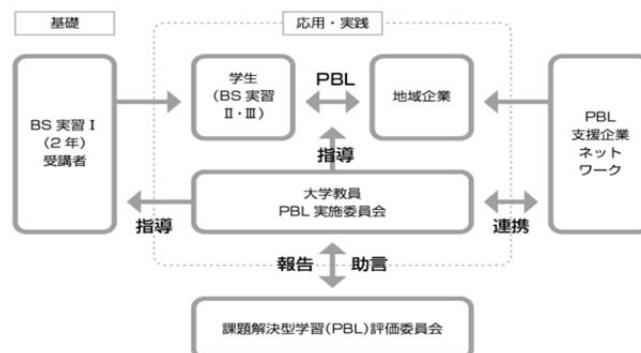 基礎
応用・実践
学生
(BS 実習
Ⅱ・Ⅲ)
PBL
地域企業
BS 実習 Ⅰ
(2 年)
受講者
PBL
支援企業
ネット
ワーク
指導
大学教員
PBL 実施委員会
指導
連携
報告
助言
課題解決型学習(PBL)評価委員会